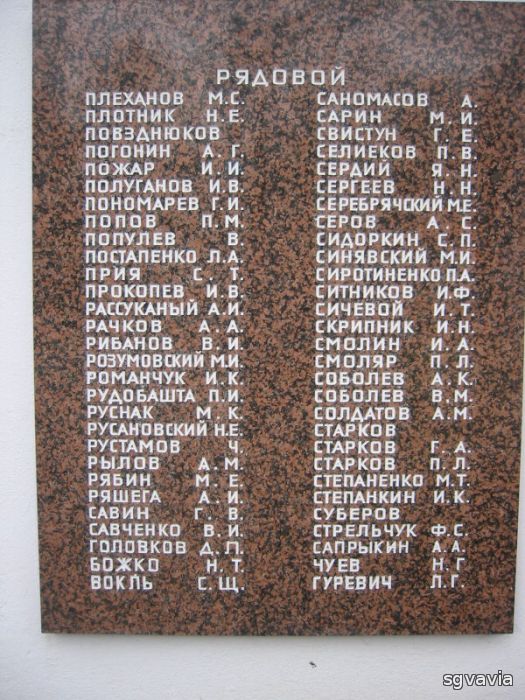 РЯДОВОЙ
ПЛЕХАНОВ М.С.
ПЛОТНИК Н.Е.
ПОВЗДНЮКОВ
ПОГОНИН А.Г.
ПОЖАР И.И.
ПОЛУГАНОВ И.В.
ПОНОМАРЕВ Г.И.
ПОПОВ П.М.
ПОПУЛЕВ В.
ПОСТАПЕНКО Л.А.
ПРИЯ С.Т.
ПРОКОПЕВ И.В.
РАССУКАНЫЙ А.И.
РАЧКОВ А.А.
РИБАНОВ В.И.
РОЗУМОВСКИЙ М.И.
РОМАНЧУК И.К.
РУДОБАШТА П.И.
РУСНАК М.К.
РУСАНОВСКИЙ Н.Е.
РУСТАМОВ Ч.
РЫЛОВ А.М.
РЯБИН М.Е.
РЯШЕГА А.И.
САВИН Г.В.
САВЧЕНКО В.И.
ГОЛОВКОВ Д.П.
БОЖКО Н.Т.
ВОКЛЬ С.Щ.
САНОМАСОВ А.
САРИН М.И.
СВИСТУН Г.Е.
СЕЛИЕКОВ П.В.
СЕРДИЙ Я.Н.
СЕРГЕЕВ Н.Н.
СЕРЕБРЯЧСКИЙ М.Е.
СЕРОВ А.С.
СИДОРКИН С.П.
СИНЯВСКИЙ М.И.
СИРОТИНЕНКО П.А.
СИТНИКОВ И.Ф.
СИЧЕВОЙ И.Т.
СКРИПНИК И.Н.
СМОЛИН И.А.
СМОЛЯР П.Л.
СОБОЛЕВ А.К.
СОБОЛЕВ В.М.
СОЛДАТОВ А.М.
СТАРКОВ
СТАРКОВ Г.А.
СТАРКОВ П.Л.
СТЕПАНЕНКО М.Т.
СТЕПАНКИН И.К.
СУБЕРОВ
СТРЕЛЬЧУК Ф.С.
САПРЫКИН А.А.
ЧУЕВ Н.Г
ГУРЕВИЧ Л.Г.
sgvavia